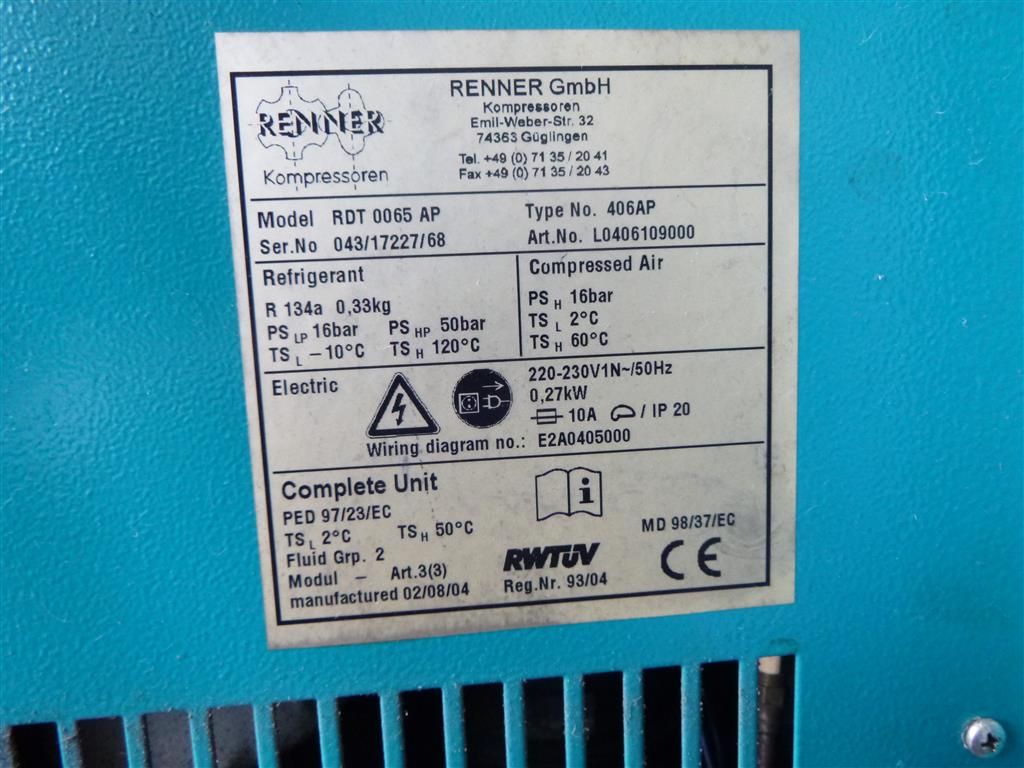 RENNER
Kompressoren
RENNER GmbH
Kompressoren
Emil-Weber-Str. 32
74363 Güglingen
Tel. +49 (0) 71 35 / 20 41
Fax +49 (0) 71 35 / 20 43
Model RDT 0065 AP
Type No. 406AP
Ser.No 043/17227/68
Art.No. L0406109000
Refrigerant
R 134a 0,33kg
PS LP 16bar PS HP 50bar
TS L –10°C TS H 120°C
Compressed Air
PS H 16bar
TS L 2°C
TS H 60°C
Electric
220-230V1N~/50Hz
0,27kW
10A / IP 20
Wiring diagram no.: E2A0405000
Complete Unit
PED 97/23/EC
TS L 2°C TS H 50°C
Fluid Grp. 2
Modul – Art.3(3)
manufactured 02/08/04
i
RWTÜV
Reg.Nr. 93/04
MD 98/37/EC
CE